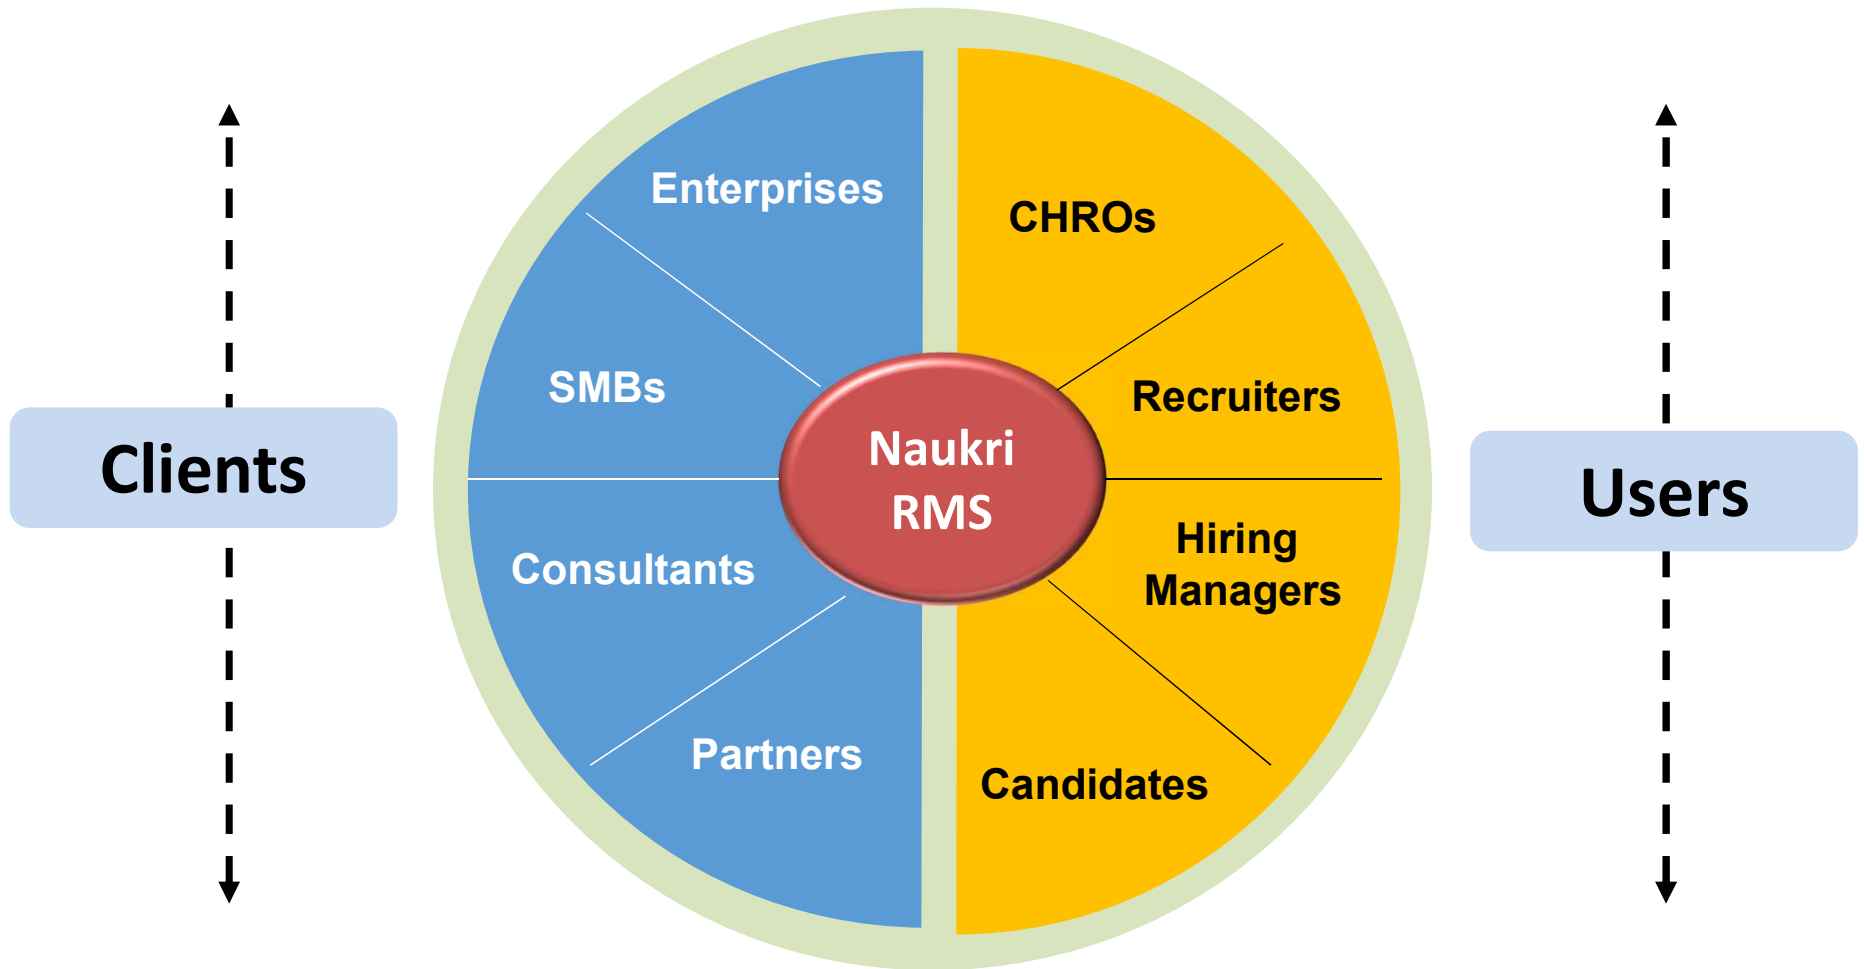 Clients
Enterprises
SMBs
Consultants
Partners
Naukri
RMS
CHROs
Recruiters
Hiring
Managers
Candidates
Users